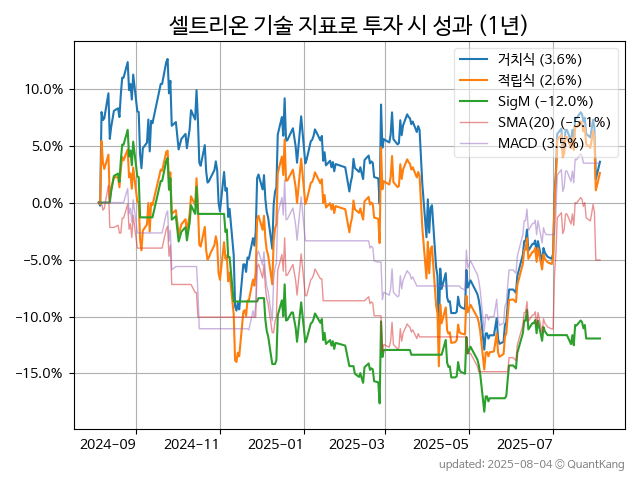 셀트리온 기술 지표로 투자 시 성과 (1년)
거치식 (3.6%)
적립식 (2.6%)
SigM (−12.0%)
SMA(20) (−5.1%)
MACD (3.5%)
10.0%
5.0%
0.0%
−5.0%
−10.0%
−15.0%
2024-09 2024-11 2025-01 2025-03 2025-05 2025-07
updated: 2025-08-04 © QuantKang